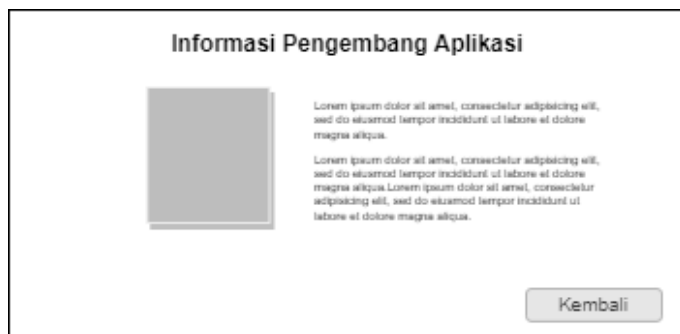 Informasi Pengembang Aplikasi
Lorem ipsum dolor sit amet, consectetur adipisicing elit,
sed do eiusmod tempor incididunt ut labore et dolore
magna aliqua.
Lorem ipsum dolor sit amet, consectetur adipisicing elit,
sed do eiusmod tempor incididunt ut labore et dolore
magna aliqua.Lorem ipsum dolor sit amet, consectetur
adipisicing elit, sed do eiusmod tempor incididunt ut
labore et dolore magna aliqua.
Kembali